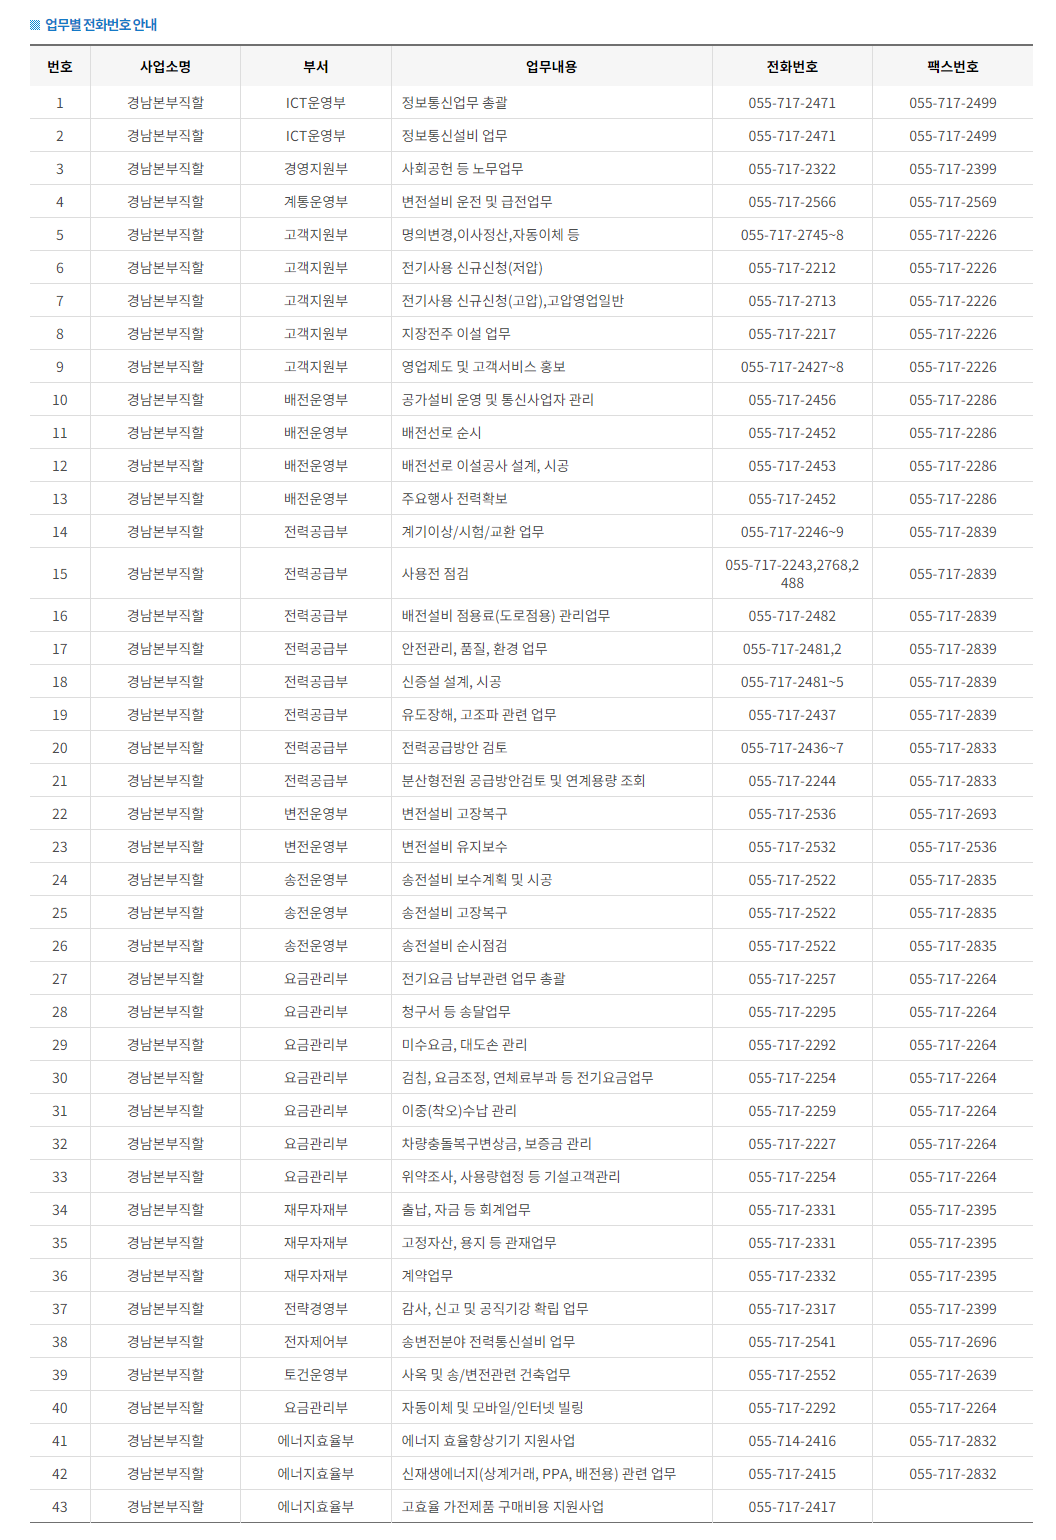 업무별 전화번호 안내
번호 사업소명 부서 업무내용 전화번호 팩스번호
1 경남본부직할 ICT운영부 정보통신업무 총괄 055-717-2471 055-717-2499
2 경남본부직할 ICT운영부 정보통신설비 업무 055-717-2471 055-717-2499
3 경남본부직할 경영지원부 사회공헌 등 노무업무 055-717-2322 055-717-2399
4 경남본부직할 계통운영부 변전설비 운전 및 급전업무 055-717-2566 055-717-2569
5 경남본부직할 고객지원부 명의변경,이사정산,자동이체 등 055-717-2745~8 055-717-2226
6 경남본부직할 고객지원부 전기사용 신규신청(저압) 055-717-2212 055-717-2226
7 경남본부직할 고객지원부 전기사용 신규신청(고압),고압영업일반 055-717-2713 055-717-2226
8 경남본부직할 고객지원부 지장전주 이설 업무 055-717-2217 055-717-2226
9 경남본부직할 고객지원부 영업제도 및 고객서비스 홍보 055-717-2427~8 055-717-2226
10 경남본부직할 배전운영부 공가설비 운영 및 통신사업자 관리 055-717-2456 055-717-2286
11 경남본부직할 배전운영부 배전선로 순시 055-717-2452 055-717-2286
12 경남본부직할 배전운영부 배전선로 이설공사 설계, 시공 055-717-2453 055-717-2286
13 경남본부직할 배전운영부 주요행사 전력확보 055-717-2452 055-717-2286
14 경남본부직할 전력공급부 계기이상/시험/교환 업무 055-717-2246~9 055-717-2839
15 경남본부직할 전력공급부 사용전 점검 055-717-2243,2768,2 055-717-2839
488
16 경남본부직할 전력공급부 배전설비 점용료(도로점용) 관리업무 055-717-2482 055-717-2839
17 경남본부직할 전력공급부 안전관리, 품질, 환경 업무 055-717-2481,2 055-717-2839
18 경남본부직할 전력공급부 신증설 설계, 시공 055-717-2481~5 055-717-2839
19 경남본부직할 전력공급부 유도장해, 고조파 관련 업무 055-717-2437 055-717-2839
20 경남본부직할 전력공급부 전력공급방안 검토 055-717-2436~7 055-717-2833
21 경남본부직할 전력공급부 분산형전원 공급방안검토 및 연계용량 조회 055-717-2244 055-717-2833
22 경남본부직할 변전운영부 변전설비 고장복구 055-717-2536 055-717-2693
23 경남본부직할 변전운영부 변전설비 유지보수 055-717-2532 055-717-2536
24 경남본부직할 송전운영부 송전설비 보수계획 및 시공 055-717-2522 055-717-2835
25 경남본부직할 송전운영부 송전설비 고장복구 055-717-2522 055-717-2835
26 경남본부직할 송전운영부 송전설비 순시점검 055-717-2522 055-717-2835
27 경남본부직할 요금관리부 전기요금 납부관련 업무 총괄 055-717-2257 055-717-2264
28 경남본부직할 요금관리부 청구서 등 송달업무 055-717-2295 055-717-2264
29 경남본부직할 요금관리부 미수요금, 대도손 관리 055-717-2292 055-717-2264
30 경남본부직할 요금관리부 검침, 요금조정, 연체료부과 등 전기요금업무 055-717-2254 055-717-2264
31 경남본부직할 요금관리부 이중(착오)수납 관리 055-717-2259 055-717-2264
32 경남본부직할 요금관리부 차량충돌복구변상금, 보증금 관리 055-717-2227 055-717-2264
33 경남본부직할 요금관리부 위약조사, 사용량협정 등 기설고객관리 055-717-2254 055-717-2264
34 경남본부직할 재무자재부 출납, 자금 등 회계업무 055-717-2331 055-717-2395
35 경남본부직할 재무자재부 고정자산, 용지 등 관재업무 055-717-2331 055-717-2395
36 경남본부직할 재무자재부 계약업무 055-717-2332 055-717-2395
37 경남본부직할 전략경영부 감사, 신고 및 공직기강 확립 업무 055-717-2317 055-717-2399
38 경남본부직할 전자제어부 송변전분야 전력통신설비 업무 055-717-2541 055-717-2696
39 경남본부직할 토건운영부 사옥 및 송/변전관련 건축업무 055-717-2552 055-717-2639
40 경남본부직할 요금관리부 자동이체 및 모바일/인터넷 빌링 055-717-2292 055-717-2264
41 경남본부직할 에너지효율부 에너지 효율향상기기 지원사업 055-714-2416 055-717-2832
42 경남본부직할 에너지효율부 신재생에너지(상계거래, PPA, 배전용) 관련 업무 055-717-2415 055-717-2832
43 경남본부직할 에너지효율부 고효율 가전제품 구매비용 지원사업 055-717-2417